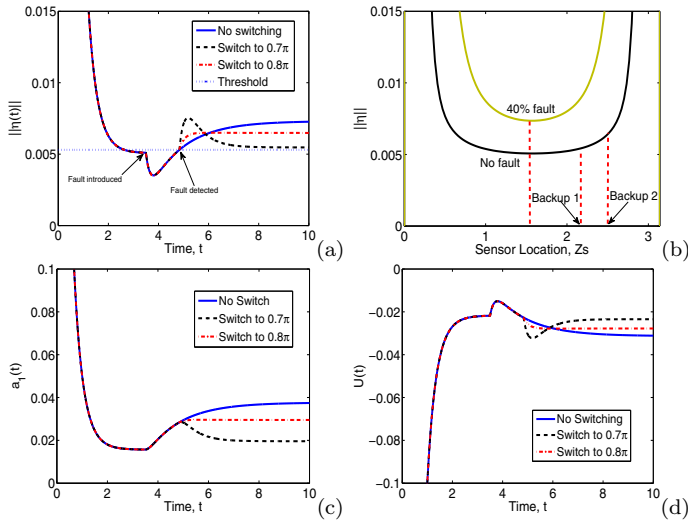 0.015
0.01
0.005
0
0 2 4 6 8 10
||h(t)||
Time, t
No switching
Switch to 0.7π
Switch to 0.8π
Threshold
Fault introduced
Fault detected
(a)
0.015
0.01
0.005
0
0 1 2 3
||h||
Sensor Location, Zs
40% fault
No fault
Backup 1
Backup 2
(b)
0.1
0.08
0.06
0.04
0.02
0
0 2 4 6 8 10
a1(t)
Time, t
No Switch
Switch to 0.7π
Switch to 0.8π
(c)
0
−0.02
−0.04
−0.06
−0.08
−0.1
0 2 4 6 8 10
U(t)
Time, t
No Switching
Switch to 0.7π
Switch to 0.8π
(d)